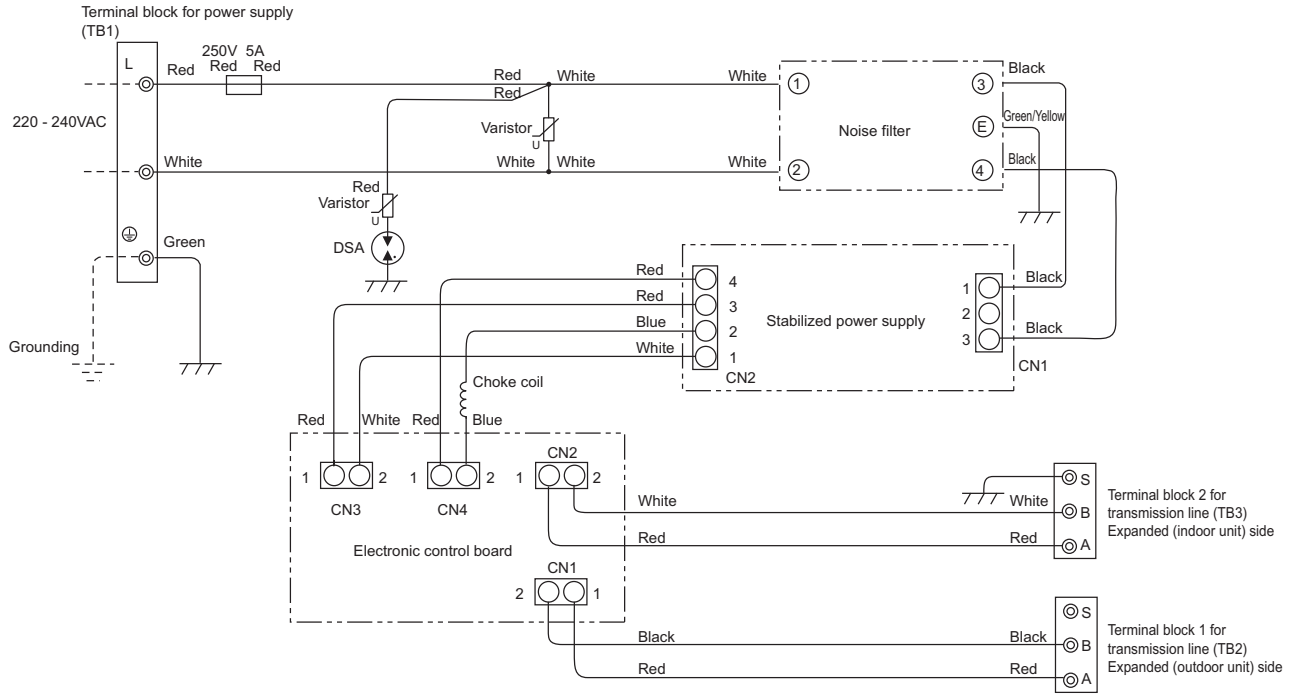 Terminal block for power supply
(TB1)
L
Red
250V 5A
Red Red
Red
White
White
Red
220 - 240VAC
Varistor
U
White
White
White
White
1
2
Noise filter
3
E
4
Black
Green/Yellow
Black
Red
Varistor
U
DSA
Green
Grounding
Red
Red
Blue
White
4
3
2
1
CN2
Stabilized power supply
1
2
3
CN1
Black
Black
Choke coil
Red
White
Red
Blue
1
2
CN3
1
2
CN4
CN2
1
2
Electronic control board
CN1
2
1
White
White
Red
Red
S
B
A
Terminal block 2 for
transmission line (TB3)
Expanded (indoor unit) side
Black
Black
Red
Red
S
B
A
Terminal block 1 for
transmission line (TB2)
Expanded (outdoor unit) side